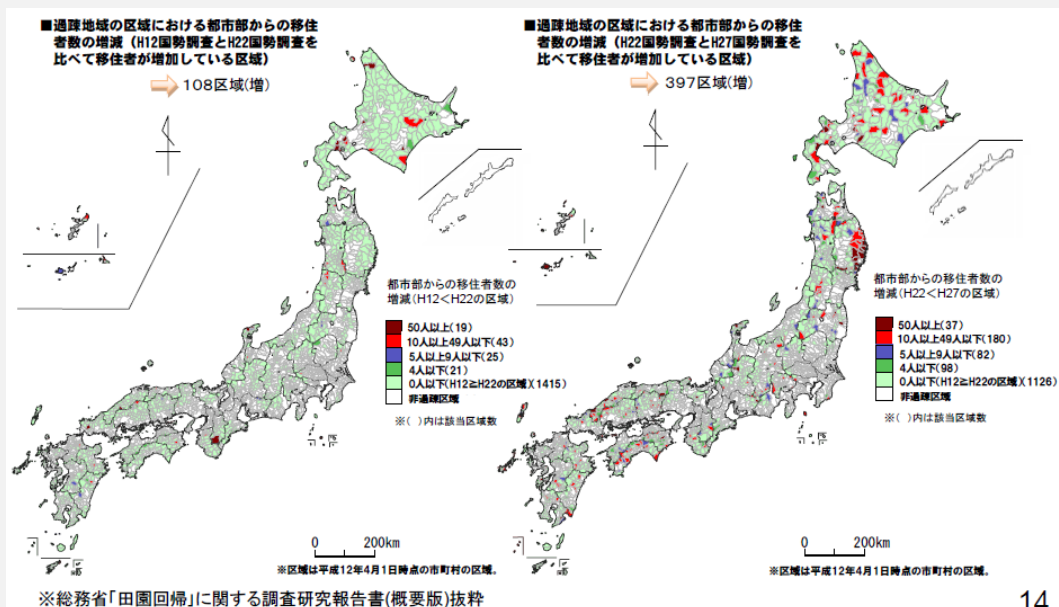 ■過疎地域の区域における都市部からの移住
者数の増減（H12国勢調査とH22国勢調査を
比べて移住者が増加している区域）
108区域(増)
都市部からの移住者数の
増減(H12<H22の区域)
50人以上(19)
10人以上49人以下(43)
5人以上9人以下(25)
4人以下(21)
0人以下(H12≧H22の区域)(1415)
非過疎区域
※( )内は該当区域数
0 200km
※区域は平成12年4月1日時点の市町村の区域。
■過疎地域の区域における都市部からの移住
者数の増減（H22国勢調査とH27国勢調査を
比べて移住者が増加している区域）
397区域(増)
都市部からの移住者数の
増減(H22<H27の区域)
50人以上(37)
10人以上49人以下(180)
5人以上9人以下(82)
4人以下(98)
0人以下(H12≧H22の区域)(1126)
非過疎区域
※( )内は該当区域数
0 200km
※区域は平成12年4月1日時点の市町村の区域。
※総務省「田園回帰」に関する調査研究報告書(概要版)抜粋
14